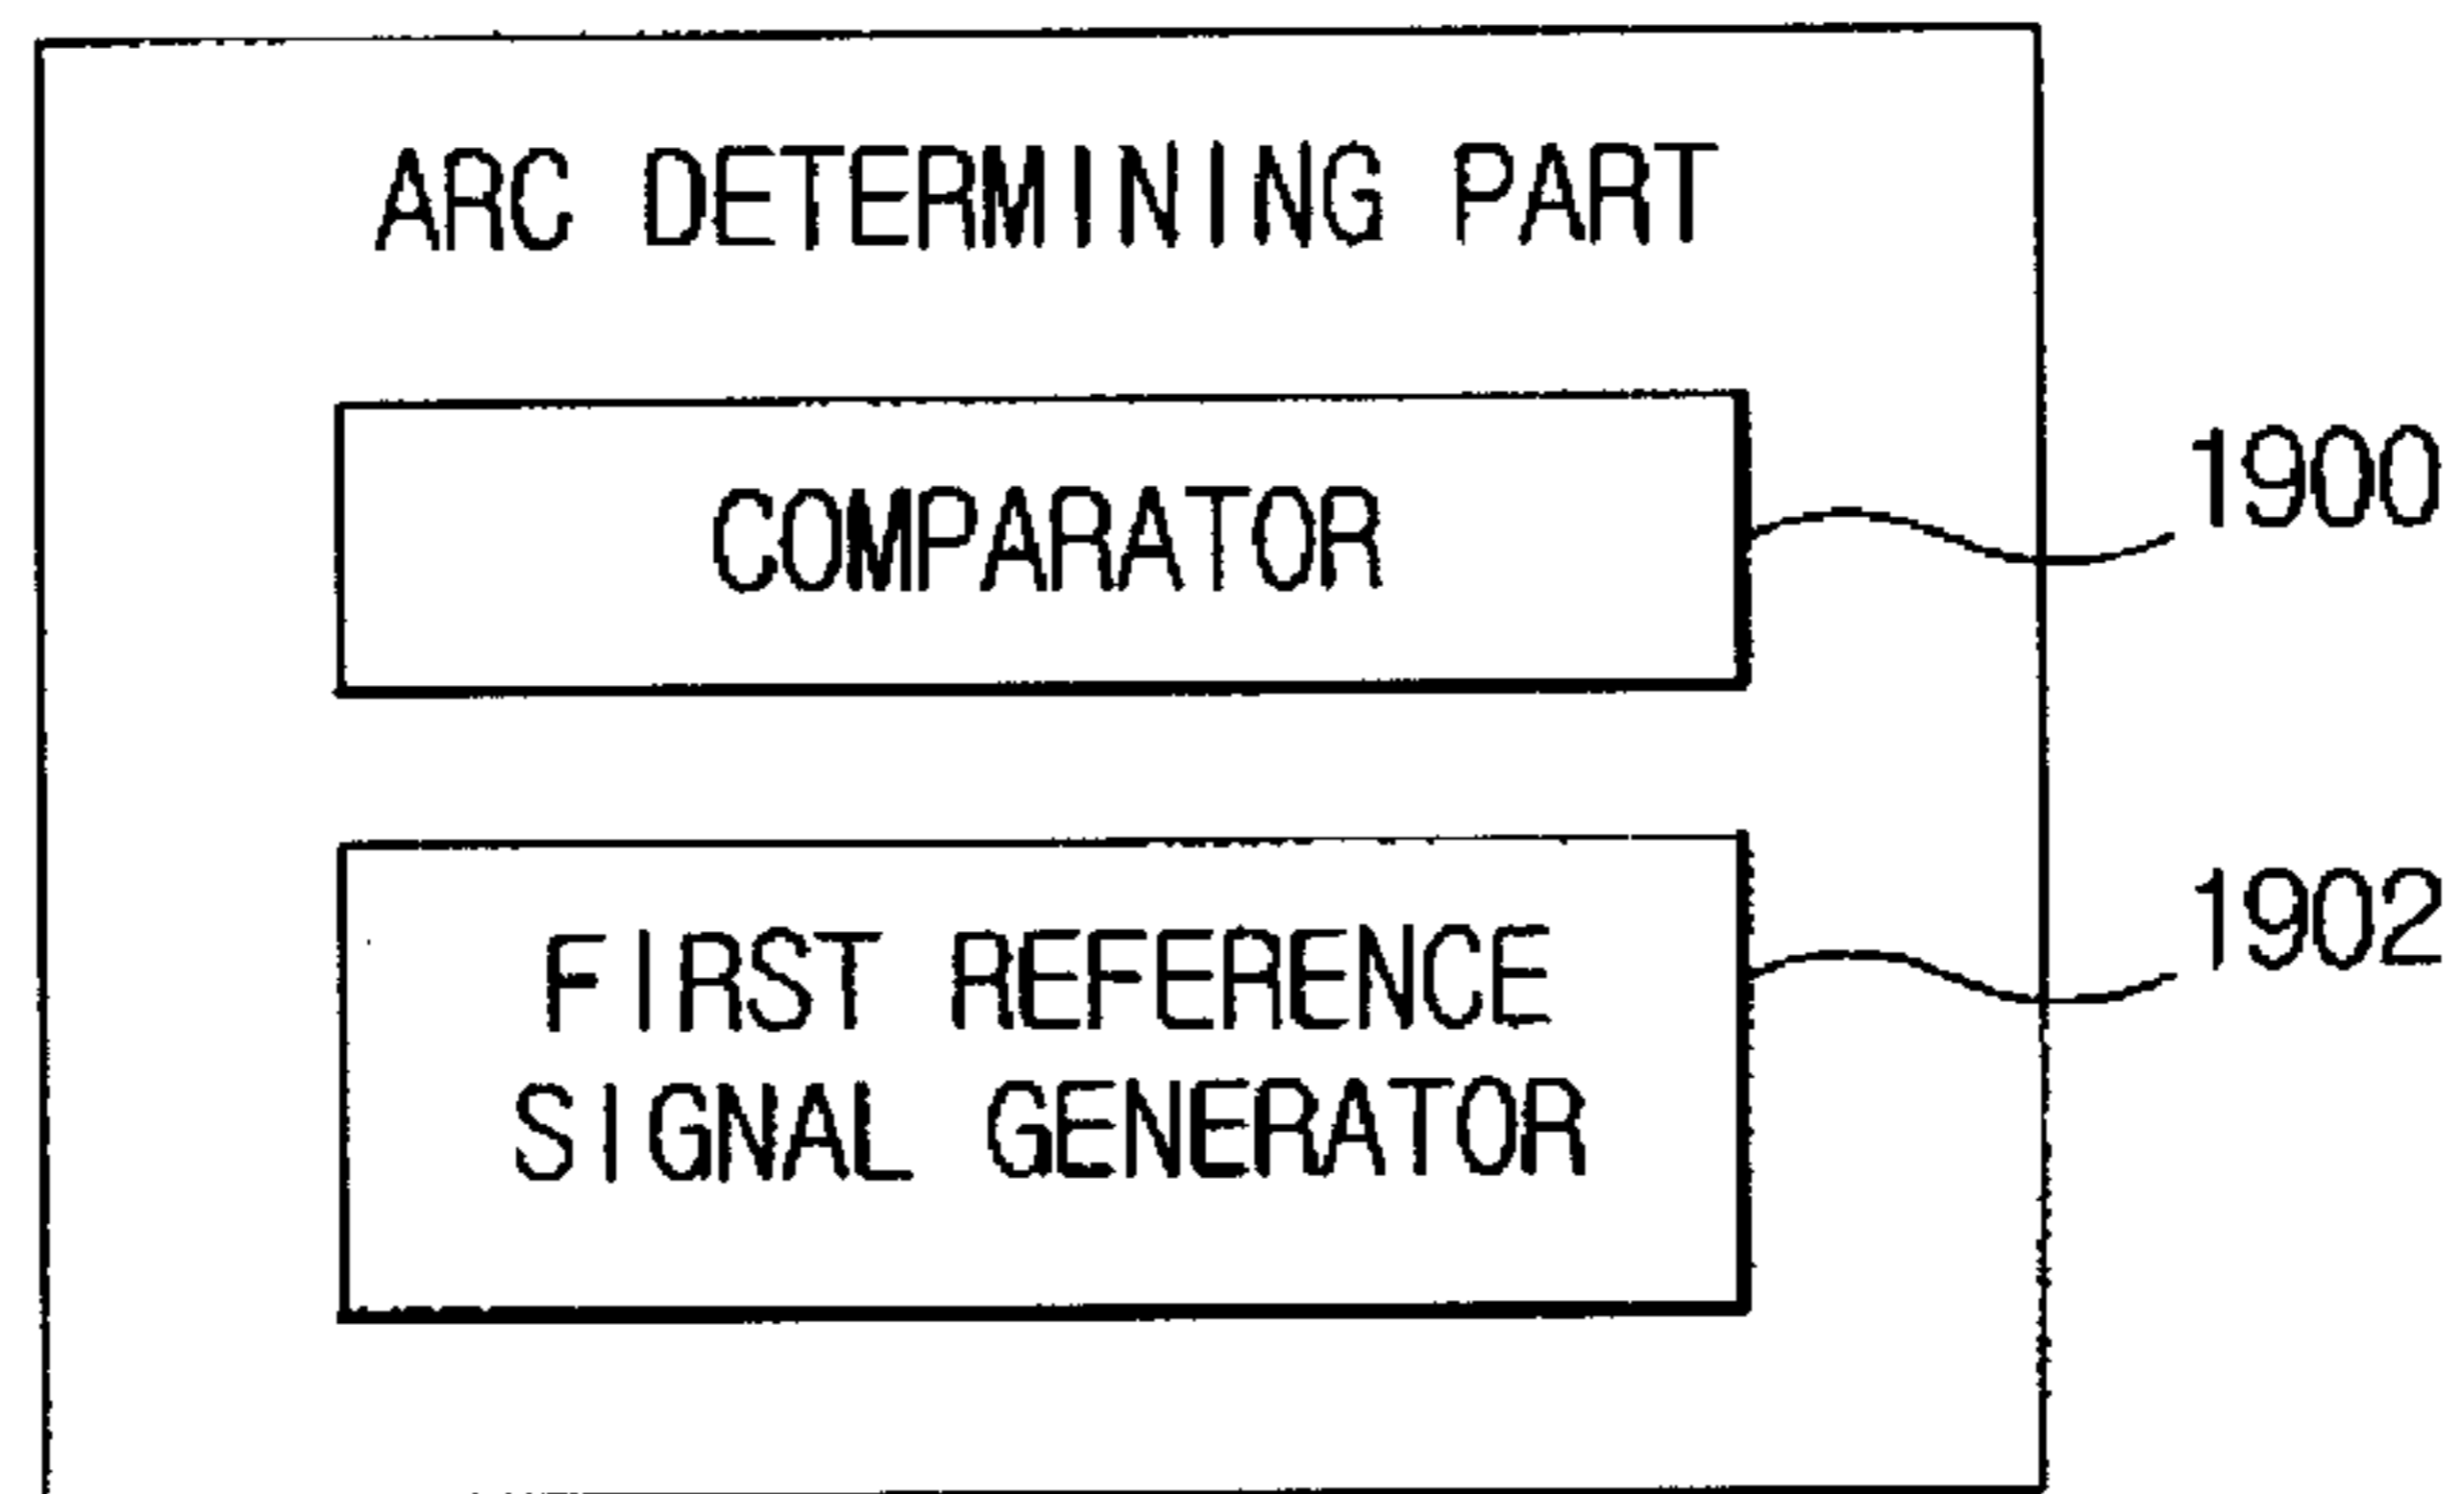 ARC DETERMINING PART
COMPARATOR
1900
FIRST REFERENCE
SIGNAL GENERATOR
1902